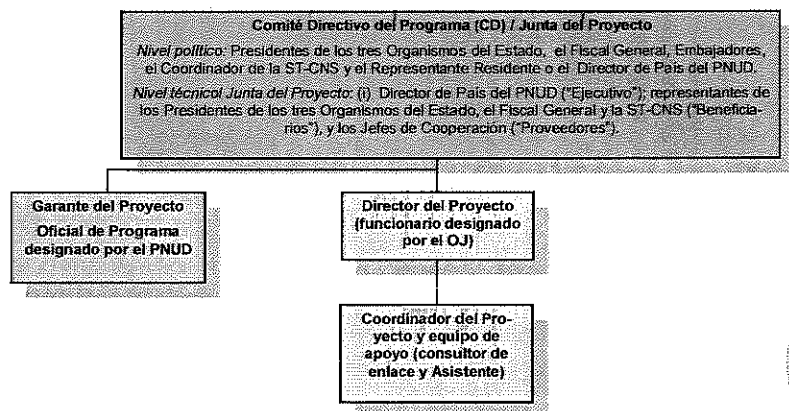 Comité Directivo del Programa (CD) / Junta del Proyecto
Nivel político: Presidentes de los tres Organismos del Estado, el Fiscal General, Embajadores,
el Coordinador de la ST-CNS y el Representante Residente o el Director de País del PNUD.
Nivel técnico/ Junta del Proyecto: (i) Director de País del PNUD ("Ejecutivo"); representantes
de los Presidentes de los tres Organismos del Estado, el Fiscal General y la ST-CNS ("Beneficia-
rios"), y los Jefes de Cooperación ("Proveedores").
Garante del Proyecto
Oficial de Programa
designado por el PNUD
Director del Proyecto
(funcionario designado
por el OJ)
Coordinador del Pro-
yecto y equipo de
apoyo (consultor de
enlace y Asistente)